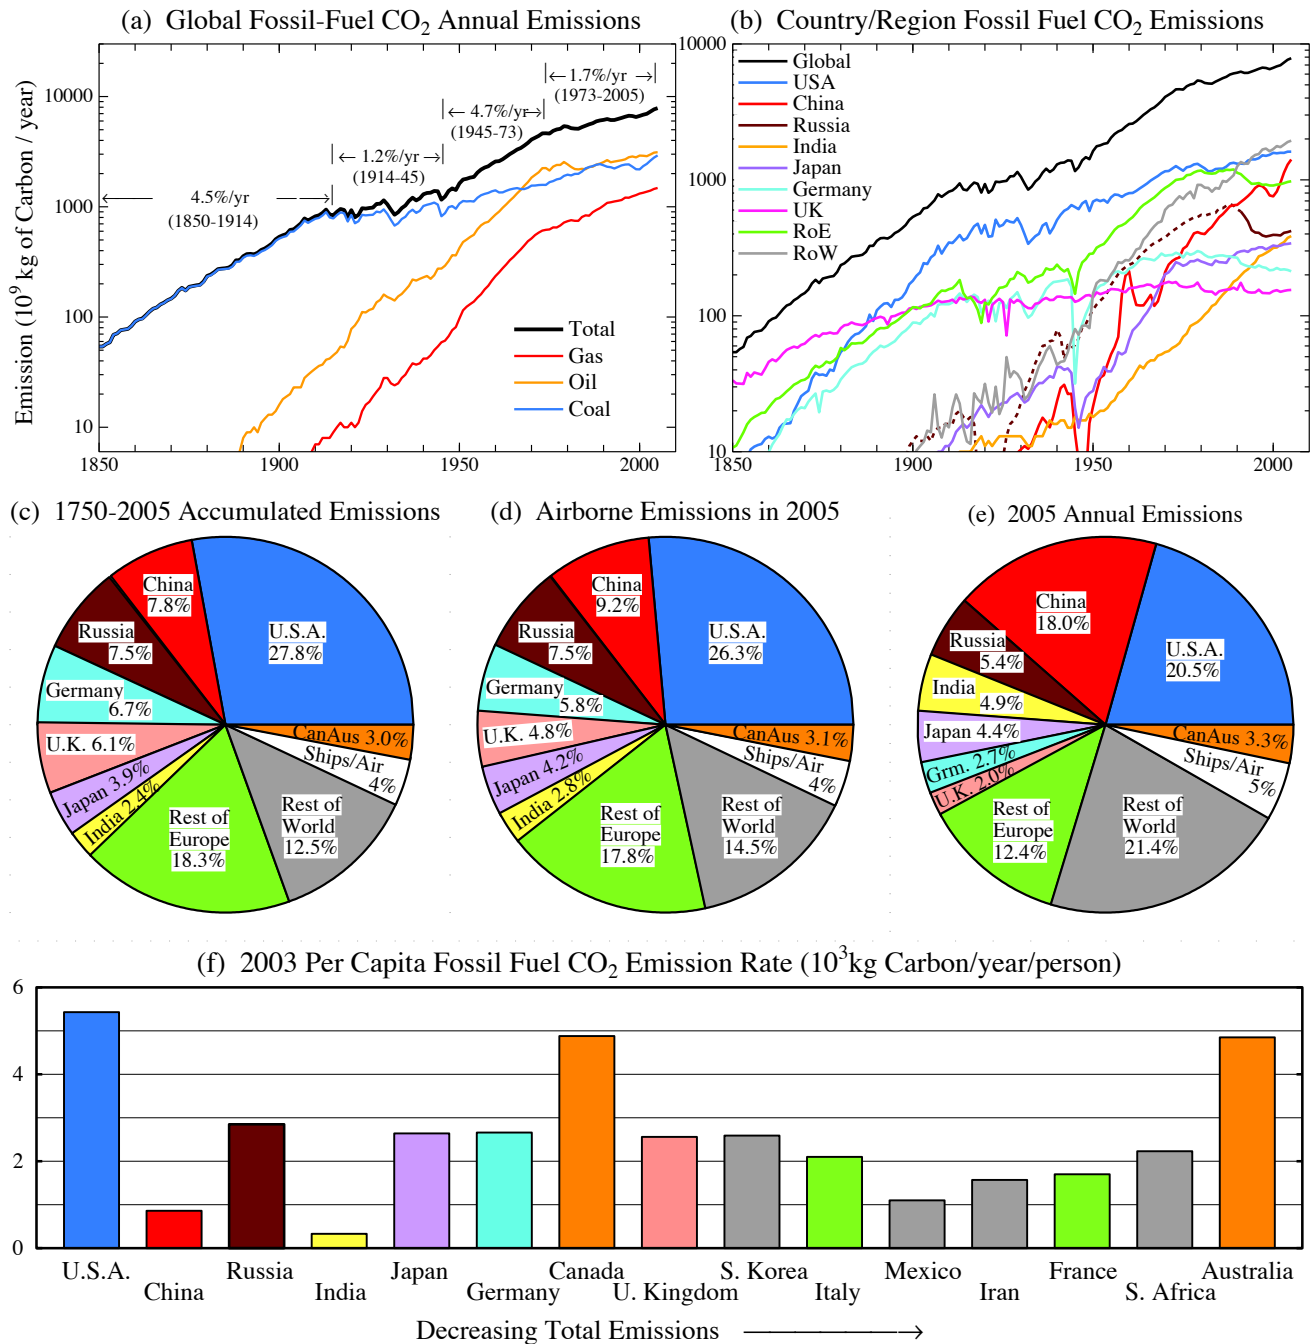 (a) Global Fossil-Fuel CO₂ Annual Emissions
Emission (10⁹ kg of Carbon / year)
10000
1000
100
10
1850
1900
1950
2000
4.5%/yr
(1850-1914)
← 1.2%/yr →
(1914-45)
← 4.7%/yr →
(1945-73)
← 1.7%/yr →
(1973-2005)
Total
Gas
Oil
Coal
(b) Country/Region Fossil Fuel CO₂ Emissions
10000
1000
100
10
1850
1900
1950
2000
Global
USA
China
Russia
India
Japan
Germany
UK
RoE
RoW
(c) 1750-2005 Accumulated Emissions
China
7.8%
U.S.A.
27.8%
Russia
7.5%
Germany
6.7%
U.K. 6.1%
Japan 3.9%
India 2.4%
Rest of
Europe
18.3%
Rest of
World
12.5%
Ships/Air
4%
CanAus 3.0%
(d) Airborne Emissions in 2005
China
9.2%
U.S.A.
26.3%
Russia
7.5%
Germany
5.8%
U.K. 4.8%
Japan 4.2%
India 2.8%
Rest of
Europe
17.8%
Rest of
World
14.5%
Ships/Air
4%
CanAus 3.1%
(e) 2005 Annual Emissions
China
18.0%
U.S.A.
20.5%
Russia
5.4%
India
4.9%
Japan 4.4%
Grm. 2.7%
U.K. 2.0%
Rest of
Europe
12.4%
Rest of
World
21.4%
Ships/Air
5%
CanAus 3.3%
(f) 2003 Per Capita Fossil Fuel CO₂ Emission Rate (10³kg Carbon/year/person)
6
4
2
0
U.S.A.
China
Russia
India
Japan
Germany
Canada
U. Kingdom
S. Korea
Italy
Mexico
Iran
France
S. Africa
Australia
Decreasing Total Emissions →